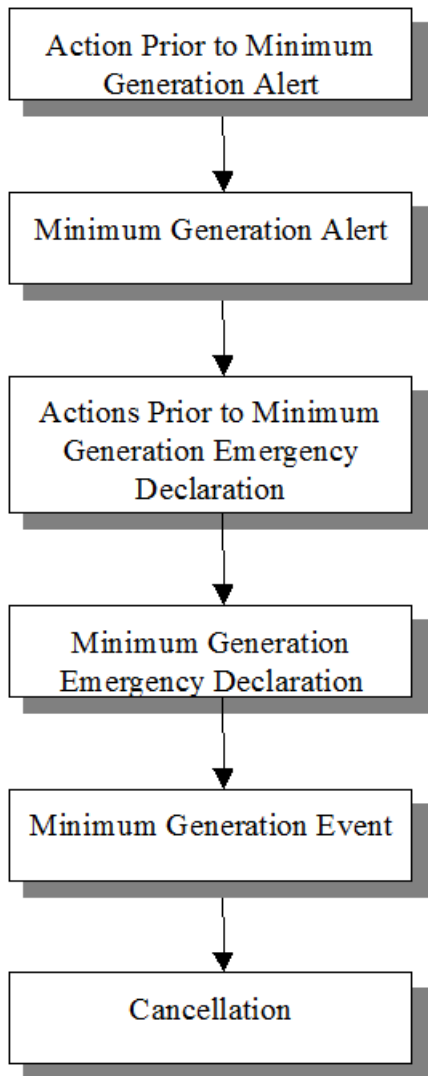 Action Prior to Minimum
Generation Alert
Minimum Generation Alert
Actions Prior to Minimum
Generation Emergency
Declaration
Minimum Generation
Emergency Declaration
Minimum Generation Event
Cancellation